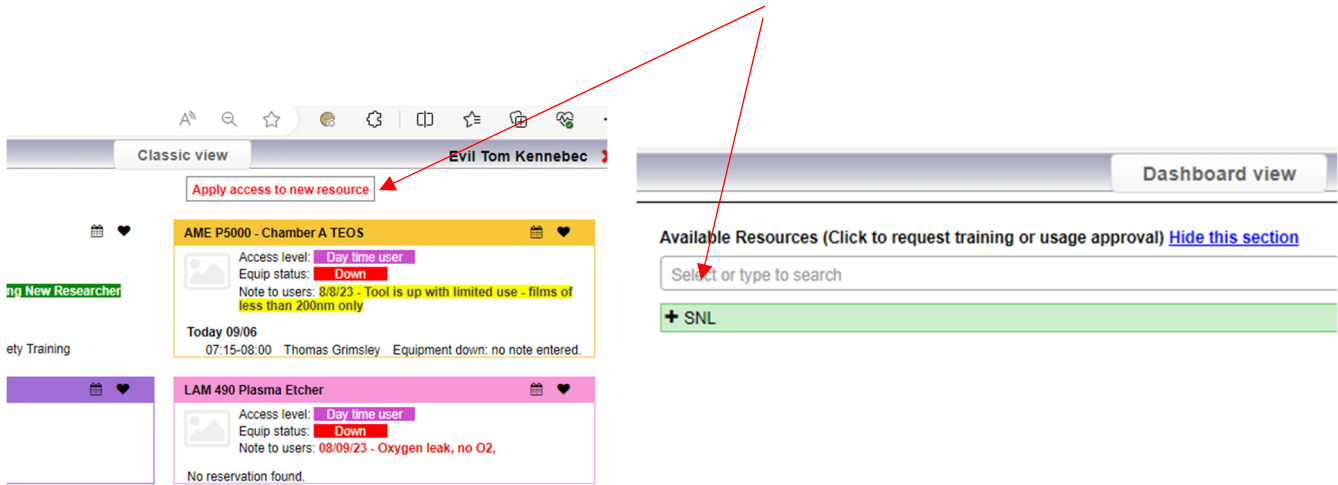 Classic view
Evil Tom Kennebec
Apply access to new resource
ng New Researcher
ety Training
AME P5000 - Chamber A TEOS
Access level: Day time user
Equip status: Down
Note to users: 8/8/23 - Tool is up with limited use - films of
less than 200nm only
Today 09/06
07:15-08:00 Thomas Grimsley Equipment down: no note entered.
LAM 490 Plasma Etcher
Access level: Day time user
Equip status: Down
Note to users: 08/09/23 - Oxygen leak, no O2,
No reservation found.
Dashboard view
Available Resources (Click to request training or usage approval) Hide this section
Select or type to search
+ SNL